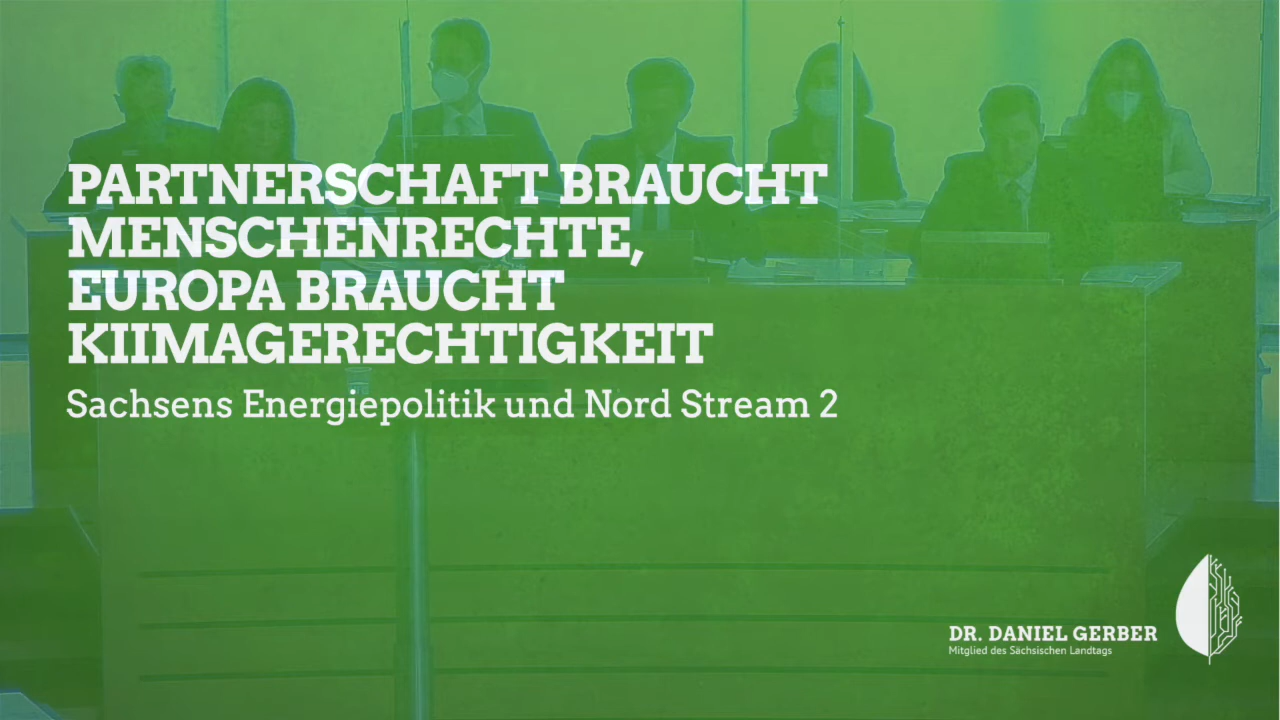 PARTNERSCHAFT BRAUCHT
MENSCHENRECHTE,
EUROPA BRAUCHT
KIIMAGERECHTIGKEIT
Sachsens Energiepolitik und Nord Stream 2
DR. DANIEL GERBER
Mitglied des Sächsischen Landtags